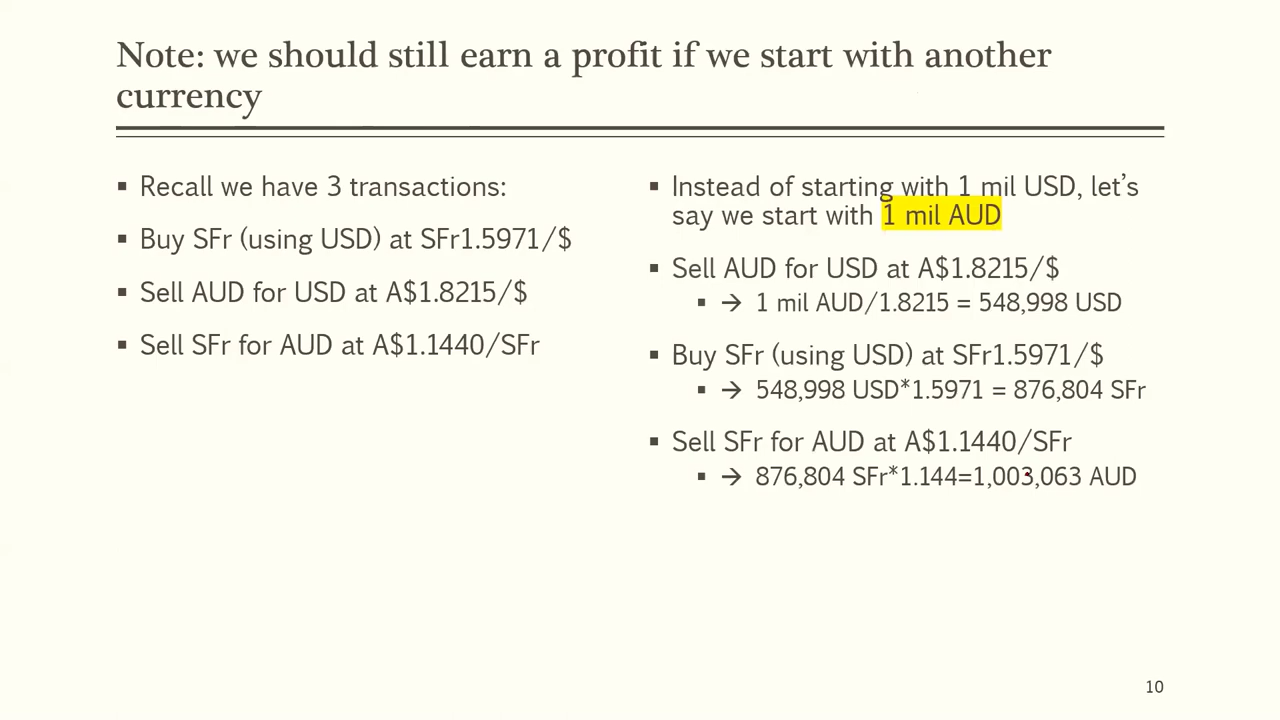 Note: we should still earn a profit if we start with another
currency
▪ Recall we have 3 transactions:
▪ Buy SFr (using USD) at SFr1.5971/$
▪ Sell AUD for USD at A$1.8215/$
▪ Sell SFr for AUD at A$1.1440/SFr
▪ Instead of starting with 1 mil USD, let’s
say we start with 1 mil AUD
▪ Sell AUD for USD at A$1.8215/$
▪ → 1 mil AUD/1.8215 = 548,998 USD
▪ Buy SFr (using USD) at SFr1.5971/$
▪ → 548,998 USD*1.5971 = 876,804 SFr
▪ Sell SFr for AUD at A$1.1440/SFr
▪ → 876,804 SFr*1.144=1,003,063 AUD
10